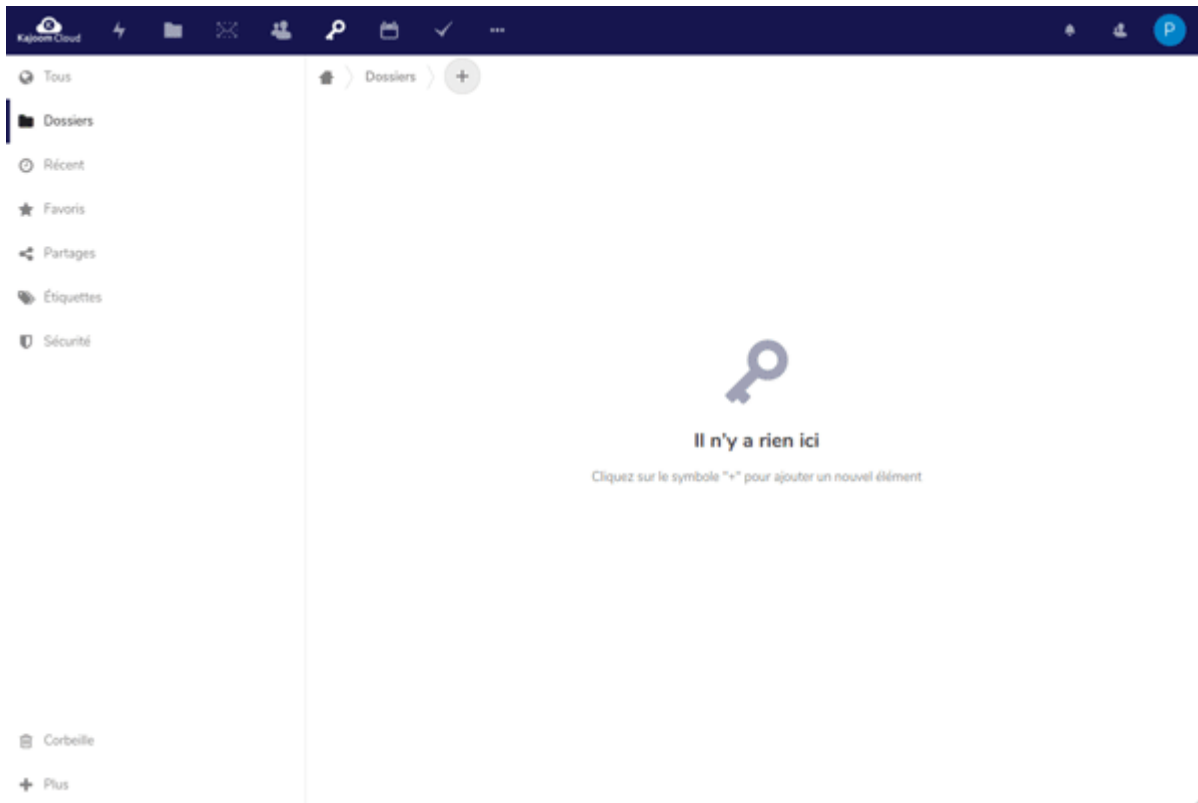 Kajoom Cloud
P
Tous
Dossiers
Dossiers
Récent
Favoris
Partages
Étiquettes
Sécurité
Il n'y a rien ici
Cliquez sur le symbole "+" pour ajouter un nouvel élément
Corbeille
Plus